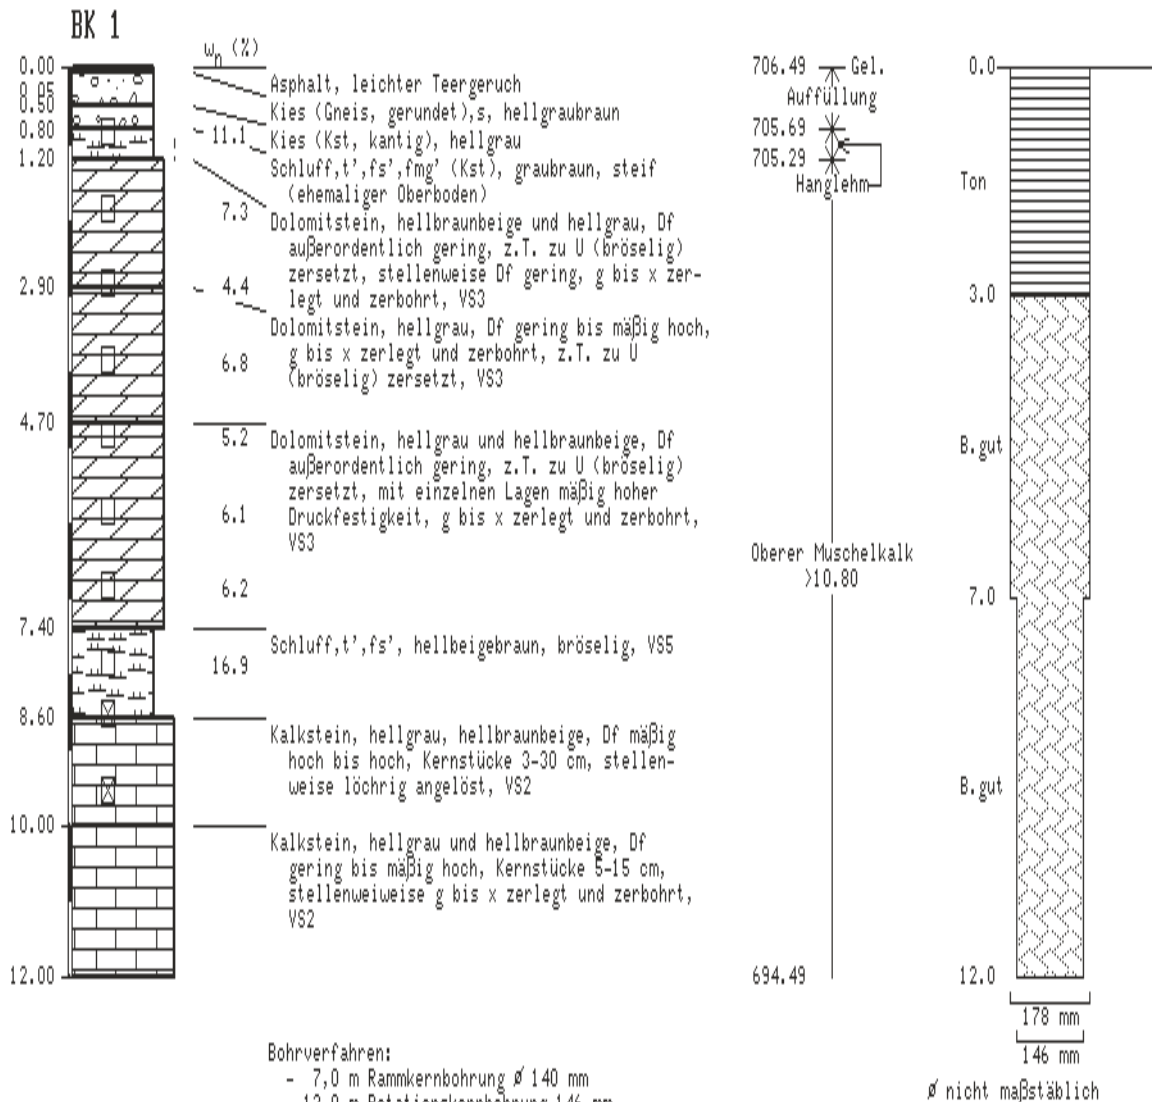 BK 1
wn (%)
0.00
0.05
0.50
0.80
1.20
2.90
4.70
7.40
8.60
10.00
12.00
11.1
7.3
4.4
6.8
5.2
6.1
6.2
16.9
Asphalt, leichter Teergeruch
Kies (Gneis, gerundet),s, hellgraubraun
Kies (Kst, kantig), hellgrau
Schluff,t',fs',fmg' (Kst), graubraun, steif
(ehemaliger Oberboden)
Dolomitstein, hellbraunbeige und hellgrau, Df
außerordentlich gering, z.T. zu U (bröselig)
zersetzt, stellenweise Df gering, g bis x zer-
legt und zerbohrt, VS3
Dolomitstein, hellgrau, Df gering bis mäßig hoch,
g bis x zerlegt und zerbohrt, z.T. zu U
(bröselig) zersetzt, VS3
Dolomitstein, hellgrau und hellbraunbeige, Df
außerordentlich gering, z.T. zu U (bröselig)
zersetzt, mit einzelnen Lagen mäßig hoher
Druckfestigkeit, g bis x zerlegt und zerbohrt,
VS3
Schluff,t',fs', hellbeigebraun, bröselig, VS5
Kalkstein, hellgrau, hellbraunbeige, Df mäßig
hoch bis hoch, Kernstücke 3-30 cm, stellen-
weise löchrig angelöst, VS2
Kalkstein, hellgrau und hellbraunbeige, Df
gering bis mäßig hoch, Kernstücke 5-15 cm,
stellenweiweise g bis x zerlegt und zerbohrt,
VS2
706.49 Gel.
Auffüllung
705.69
705.29
Hanglehm
Oberer Muschelkalk
>10.80
694.49
0.0
Ton
3.0
B.gut
7.0
B.gut
12.0
178 mm
146 mm
ø nicht maßstäblich
Bohrverfahren:
- 7,0 m Rammkernbohrung ø 140 mm
- 12,0 m Rotationskernbohrung 146 mm